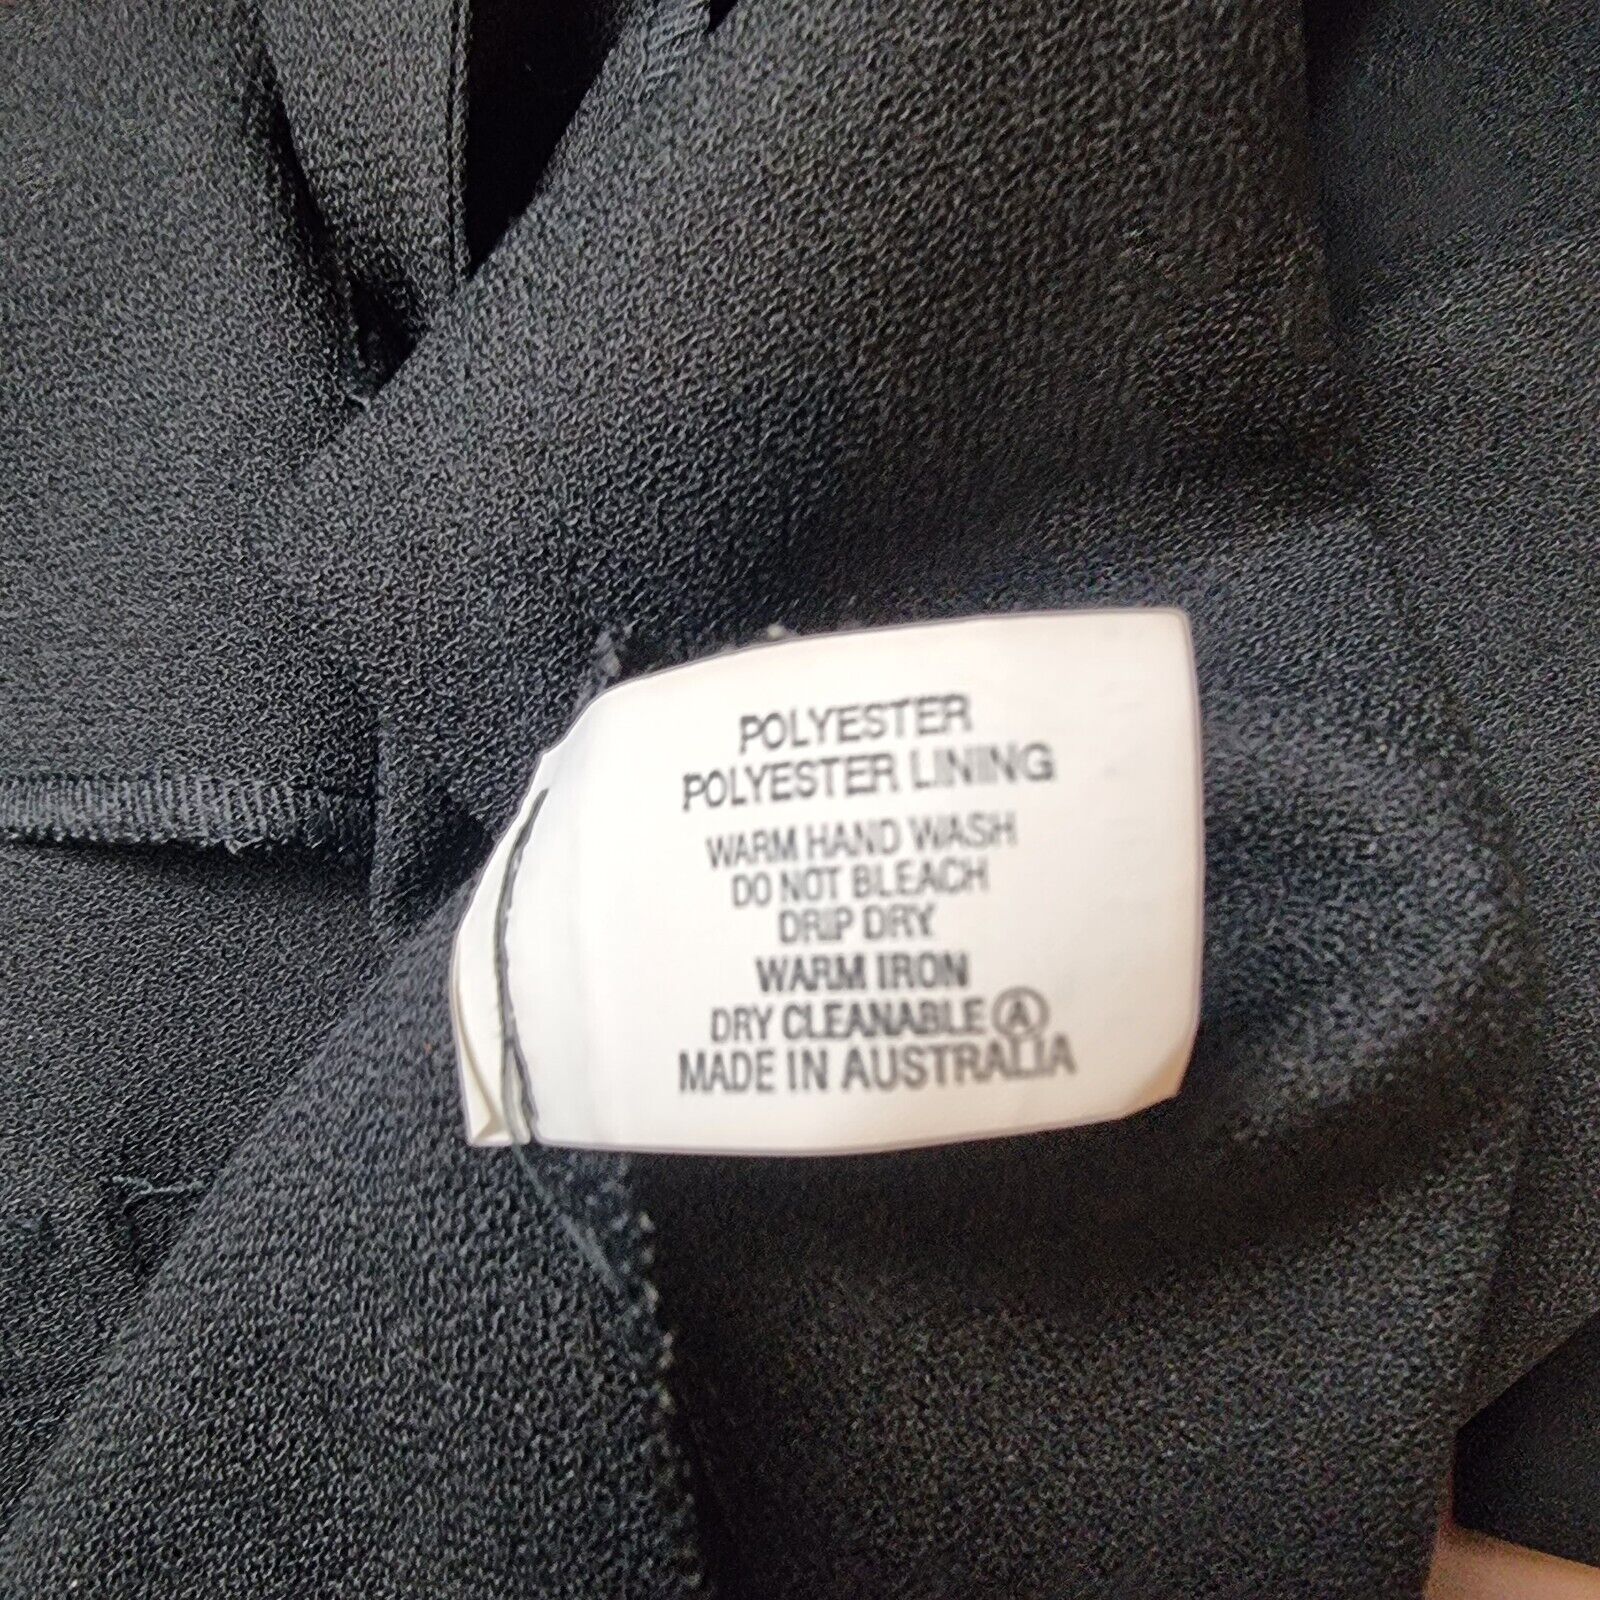 POLYESTER
POLYESTER LINING
WARM HAND WASH
DO NOT BLEACH
DRIP DRY
WARM IRON
DRY CLEANABLE Ⓐ
MADE IN AUSTRALIA